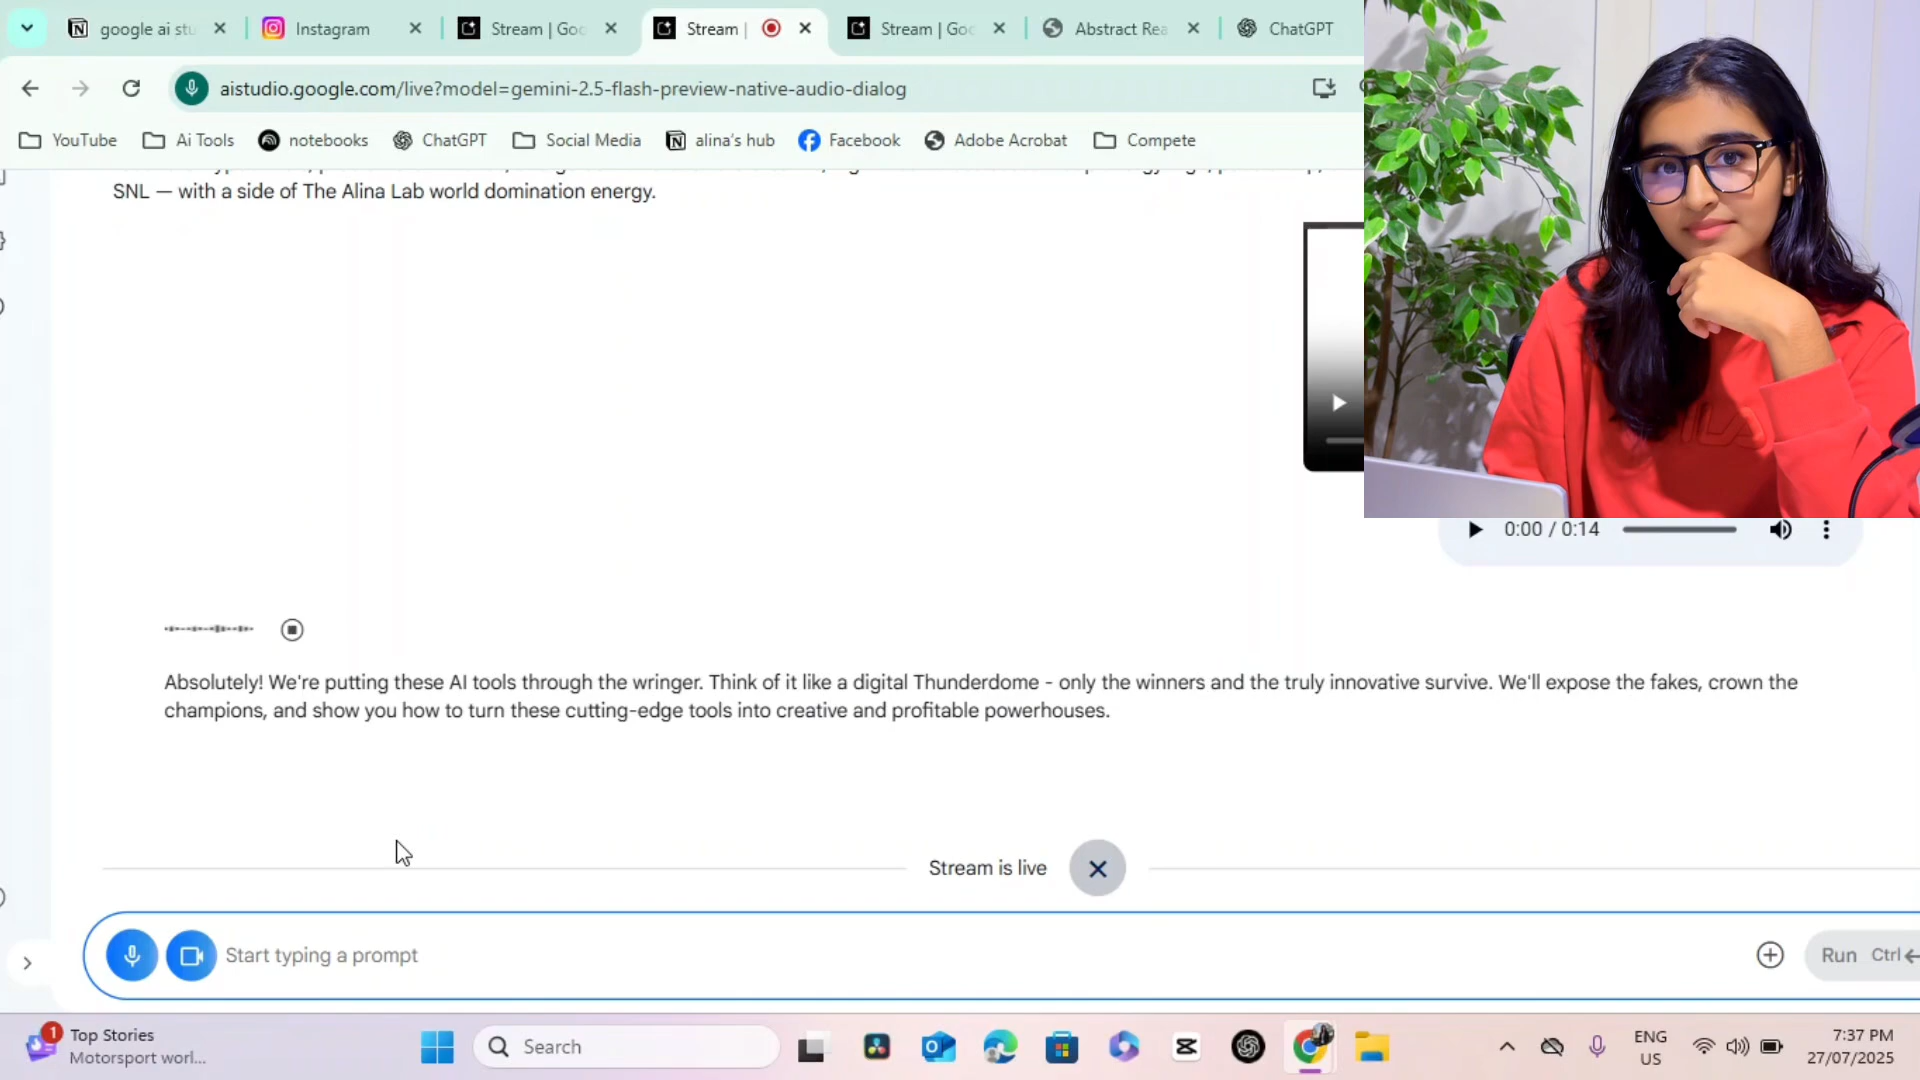 google ai stu
Instagram
Stream | Goo
Stream |
Stream | Goo
Abstract Rea
ChatGPT
aistudio.google.com/live?model=gemini-2.5-flash-preview-native-audio-dialog
YouTube
Ai Tools
notebooks
ChatGPT
Social Media
alina's hub
Facebook
Adobe Acrobat
Compete
SNL — with a side of The Alina Lab world domination energy.
0:00 / 0:14
Absolutely! We're putting these AI tools through the wringer. Think of it like a digital Thunderdome - only the winners and the truly innovative survive. We'll expose the fakes, crown the
champions, and show you how to turn these cutting-edge tools into creative and profitable powerhouses.
Stream is live
Start typing a prompt
Run Ctrl
1
Top Stories
Motorsport worl...
Search
ENG
US
7:37 PM
27/07/2025